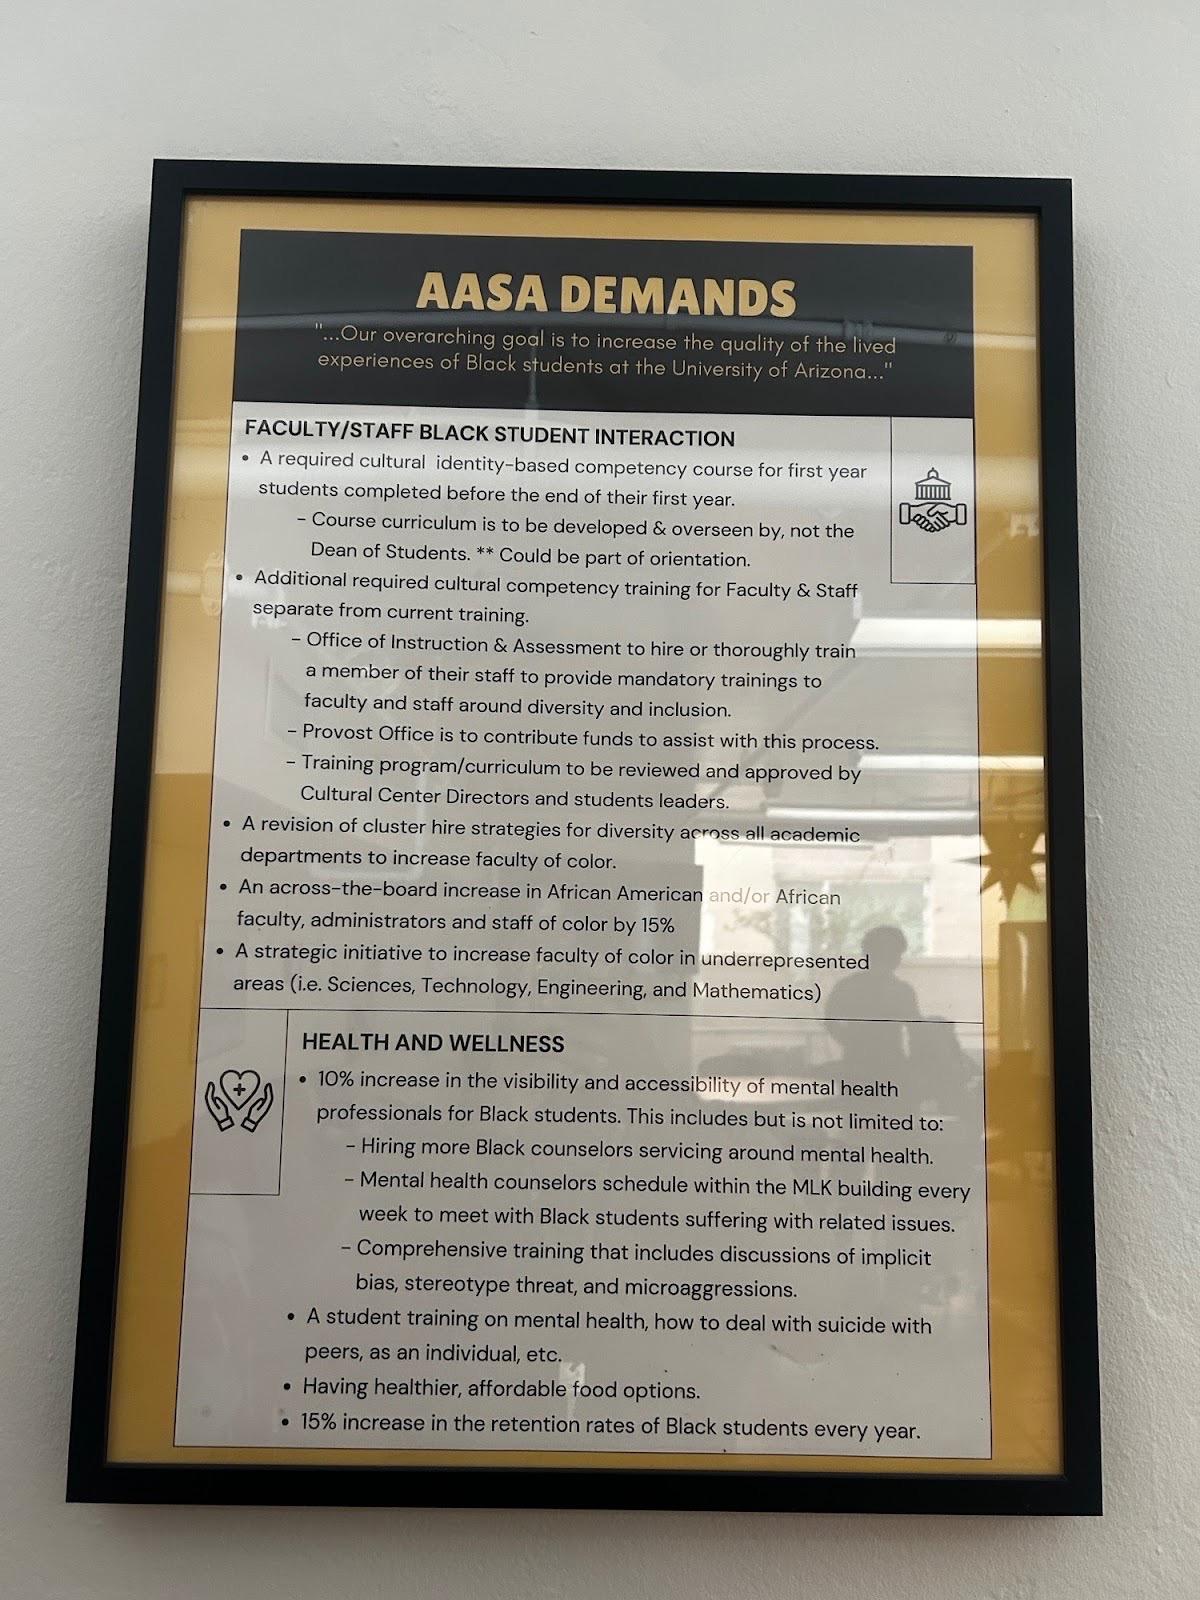 AASA DEMANDS
"...Our overarching goal is to increase the quality of the lived
experiences of Black students at the University of Arizona..."
FACULTY/STAFF BLACK STUDENT INTERACTION
• A required cultural identity-based competency course for first year
students completed before the end of their first year.
- Course curriculum is to be developed & overseen by, not the
Dean of Students. ** Could be part of orientation.
• Additional required cultural competency training for Faculty & Staff
separate from current training.
- Office of Instruction & Assessment to hire or thoroughly train
a member of their staff to provide mandatory trainings to
faculty and staff around diversity and inclusion.
- Provost Office is to contribute funds to assist with this process.
- Training program/curriculum to be reviewed and approved by
Cultural Center Directors and students leaders.
• A revision of cluster hire strategies for diversity across all academic
departments to increase faculty of color.
• An across-the-board increase in African American and/or African
faculty, administrators and staff of color by 15%
• A strategic initiative to increase faculty of color in underrepresented
areas (i.e. Sciences, Technology, Engineering, and Mathematics)
HEALTH AND WELLNESS
• 10% increase in the visibility and accessibility of mental health
professionals for Black students. This includes but is not limited to:
- Hiring more Black counselors servicing around mental health.
- Mental health counselors schedule within the MLK building every
week to meet with Black students suffering with related issues.
- Comprehensive training that includes discussions of implicit
bias, stereotype threat, and microaggressions.
• A student training on mental health, how to deal with suicide with
peers, as an individual, etc.
• Having healthier, affordable food options.
• 15% increase in the retention rates of Black students every year.